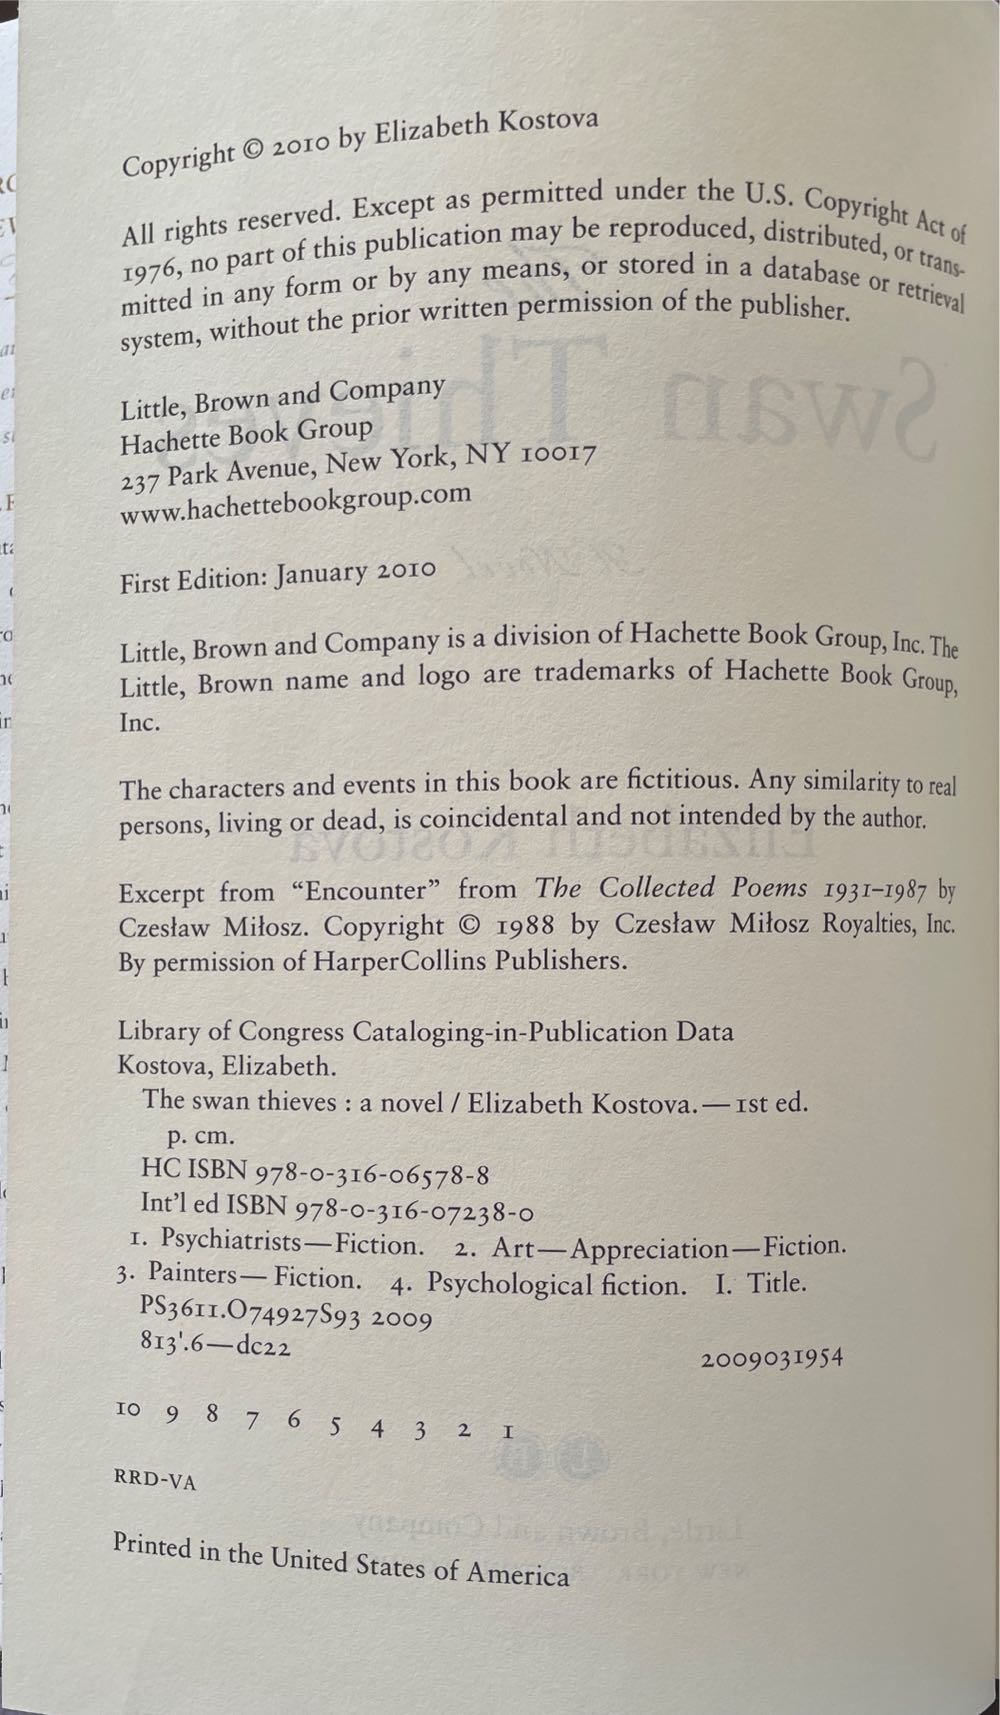 Copyright © 2010 by Elizabeth Kostova
All rights reserved. Except as permitted under the U.S. Copyright Act of
1976, no part of this publication may be reproduced, distributed, or trans-
mitted in any form or by any means, or stored in a database or retrieval
system, without the prior written permission of the publisher.
Little, Brown and Company
Hachette Book Group
237 Park Avenue, New York, NY 10017
www.hachettebookgroup.com
First Edition: January 2010
Little, Brown and Company is a division of Hachette Book Group, Inc. The
Little, Brown name and logo are trademarks of Hachette Book Group,
Inc.
The characters and events in this book are fictitious. Any similarity to real
persons, living or dead, is coincidental and not intended by the author.
Excerpt from “Encounter” from The Collected Poems 1931–1987 by
Czesław Miłosz. Copyright © 1988 by Czesław Miłosz Royalties, Inc.
By permission of HarperCollins Publishers.
Library of Congress Cataloging-in-Publication Data
Kostova, Elizabeth.
The swan thieves : a novel / Elizabeth Kostova.—1st ed.
p. cm.
HC ISBN 978-0-316-06578-8
Int'l ed ISBN 978-0-316-07238-0
1. Psychiatrists—Fiction. 2. Art—Appreciation—Fiction.
3. Painters— Fiction. 4. Psychological fiction. I. Title.
PS3611.O74927S93 2009
813'.6—dc22
2009031954
10 9 8 7 6 5 4 3 2 1
RRD-VA
Printed in the United States of America